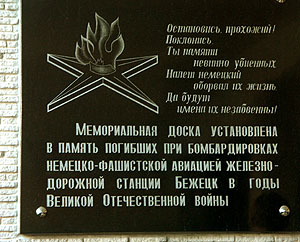 Остановись, прохожий!
Поклонись
Ты памяти
невинно убиенных
Налет немецкий
оборвал их жизнь
Да будут
имена их незабвенны!
Мемориальная доска установлена
в память погибших при бомбардировках
немецко-фашистской авиацией железно-
дорожной станции Бежецк в годы
Великой Отечественной войны